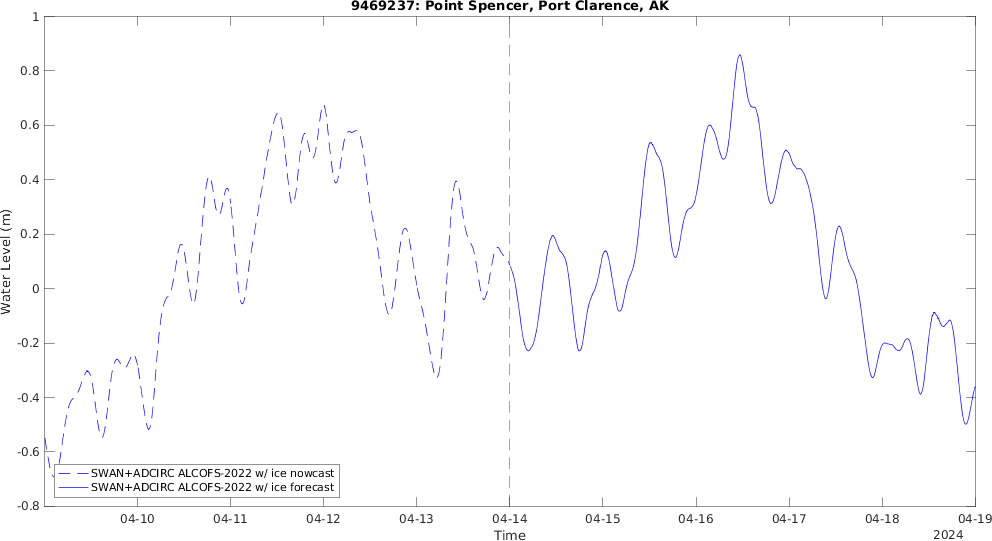 9469237: Point Spencer, Port Clarence, AK
1
0.8
0.6
0.4
0.2
0
-0.2
-0.4
-0.6
-0.8
Water Level (m)
SWAN+ADCIRC ALCOFS-2022 w/ ice nowcast
SWAN+ADCIRC ALCOFS-2022 w/ ice forecast
04-10 04-11 04-12 04-13 04-14 04-15 04-16 04-17 04-18 04-19
Time
2024